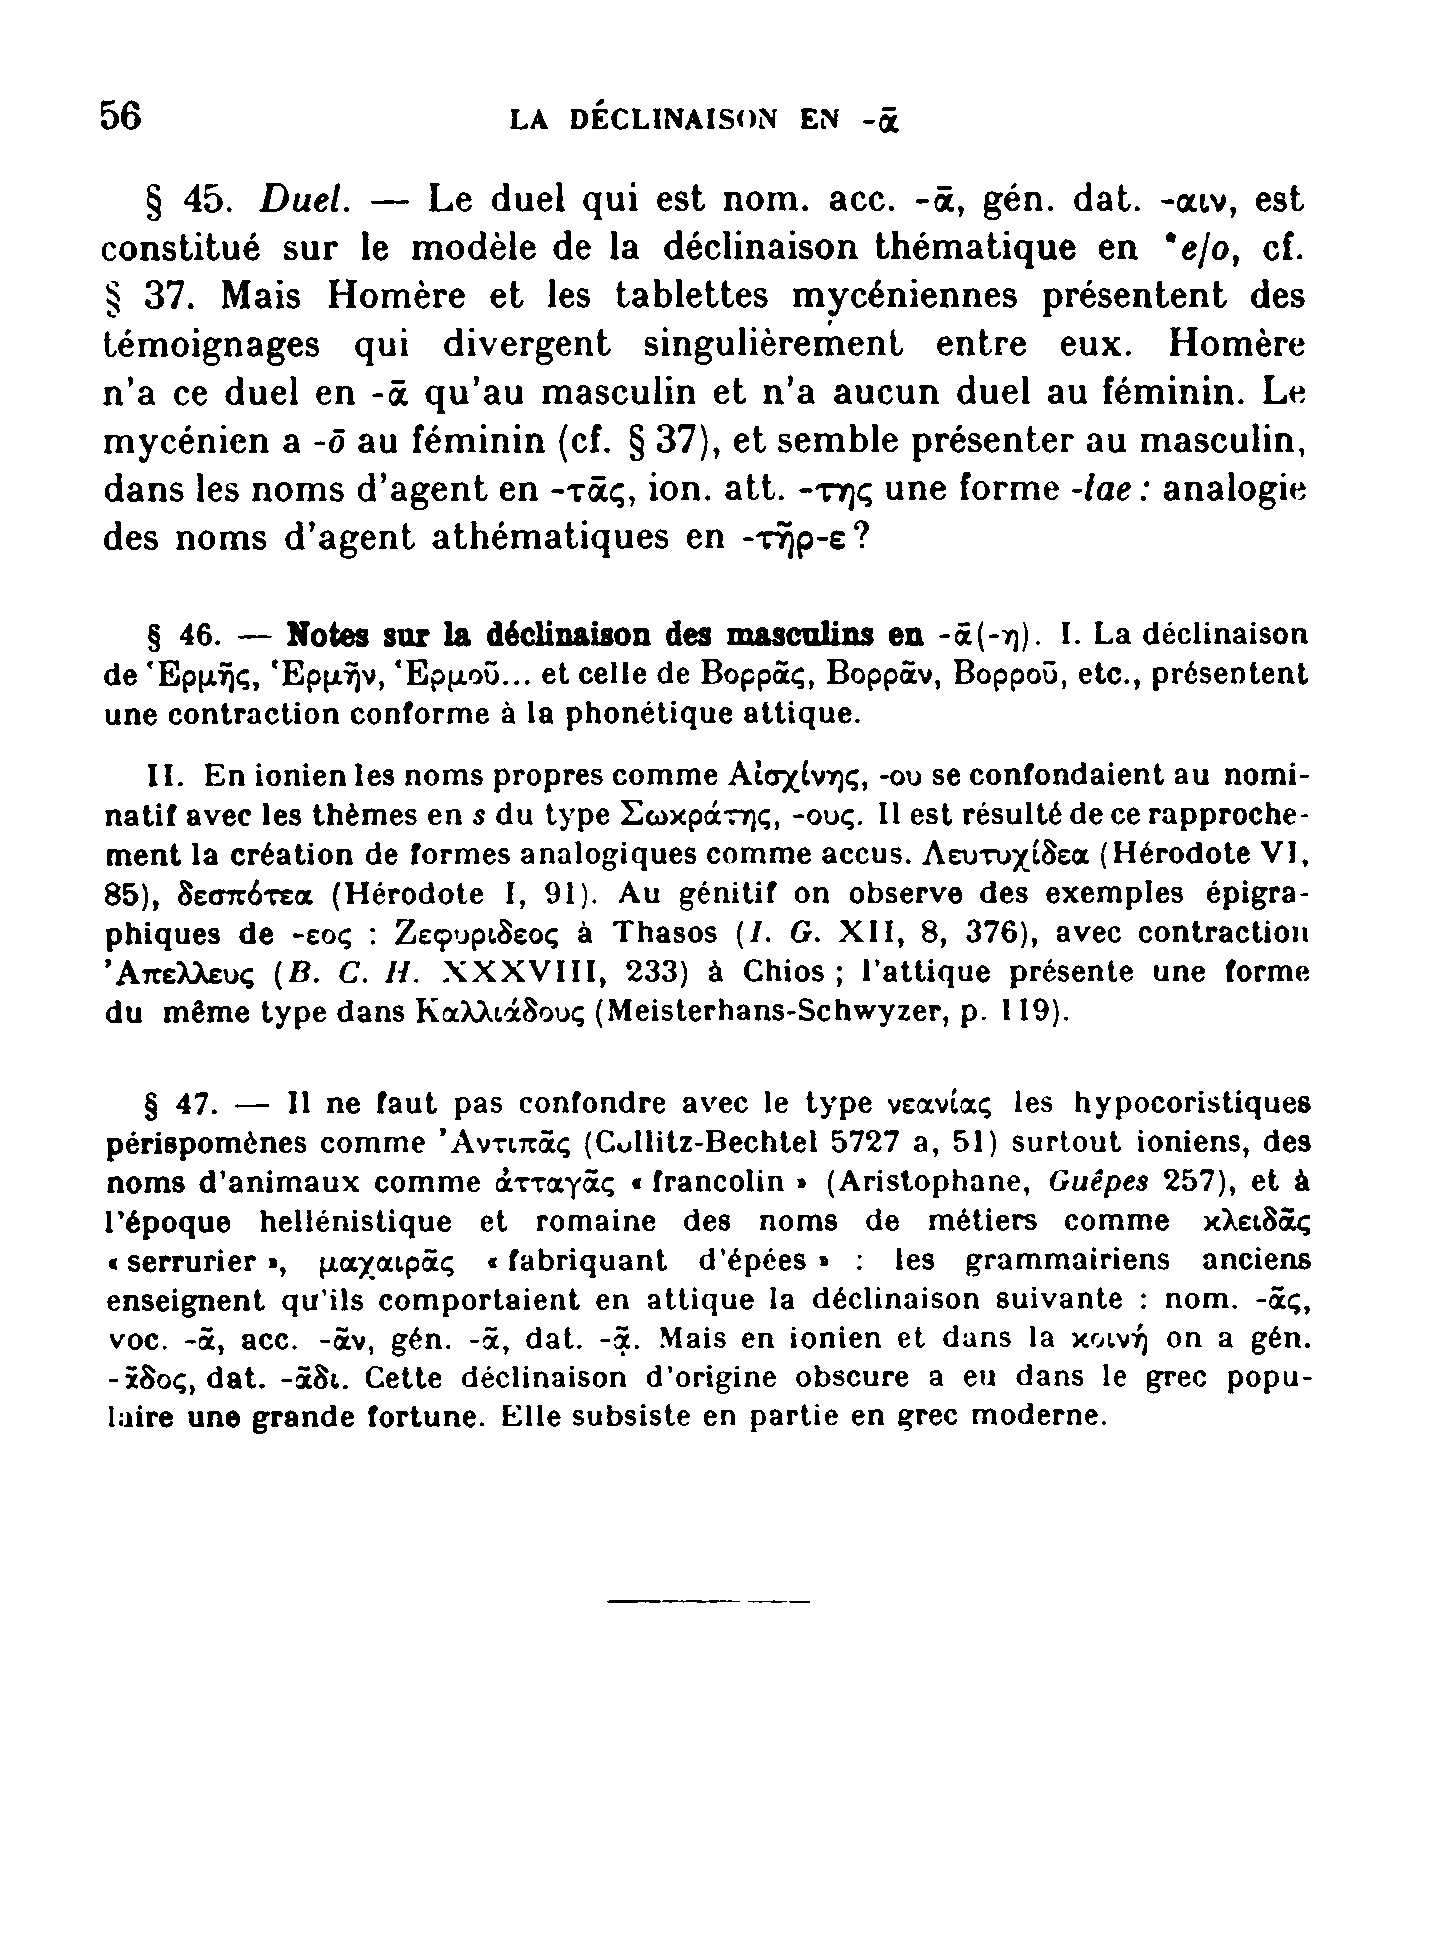 56 LA DÉCLINAISON EN -ᾱ
§ 45. Duel. — Le duel qui est nom. acc. -ᾱ, gén. dat. -αιν, est
constitué sur le modèle de la déclinaison thématique en *e/o, cf.
§ 37. Mais Homère et les tablettes mycéniennes présentent des
témoignages qui divergent singulièrement entre eux. Homère
n'a ce duel en -ᾱ qu'au masculin et n'a aucun duel au féminin. Le
mycénien a -ō au féminin (cf. § 37), et semble présenter au masculin,
dans les noms d'agent en -τᾱς, ion. att. -της une forme -tae : analogie
des noms d'agent athématiques en -τῆρ-ε?
§ 46. — Notes sur la déclinaison des masculins en -ᾱ(-η). I. La déclinaison
de Ἑρμῆς, Ἑρμῆν, Ἑρμοῦ... et celle de Βορρᾶς, Βορρᾶν, Βορροῦ, etc., présentent
une contraction conforme à la phonétique attique.
II. En ionien les noms propres comme Αἰσχίνης, -ου se confondaient au nomi-
natif avec les thèmes en s du type Σωκράτης, -ους. Il est résulté de ce rapproche-
ment la création de formes analogiques comme accus. Λευτυχίδεα (Hérodote VI,
85), δεσπότεα (Hérodote I, 91). Au génitif on observe des exemples épigra-
phiques de -εος : Ζεφυριδεος à Thasos (I. G. XII, 8, 376), avec contraction
Ἀπελλευς (B. C. H. XXXVIII, 233) à Chios ; l'attique présente une forme
du même type dans Καλλιάδους (Meisterhans-Schwyzer, p. 119).
§ 47. — Il ne faut pas confondre avec le type νεανίας les hypocoristiques
périspomènes comme Ἀντιπᾶς (Collitz-Bechtel 5727 a, 51) surtout ioniens, des
noms d'animaux comme ἀτταγᾶς « francolin » (Aristophane, Guêpes 257), et à
l'époque hellénistique et romaine des noms de métiers comme κλειδᾶς
« serrurier », μαχαιρᾶς « fabriquant d'épées » : les grammairiens anciens
enseignent qu'ils comportaient en attique la déclinaison suivante : nom. -ᾶς,
voc. -ᾶ, acc. -ᾶν, gén. -ᾶ, dat. -ᾷ. Mais en ionien et dans la κοινή on a gén.
-ᾶδος, dat. -ᾶδι. Cette déclinaison d'origine obscure a eu dans le grec popu-
laire une grande fortune. Elle subsiste en partie en grec moderne.